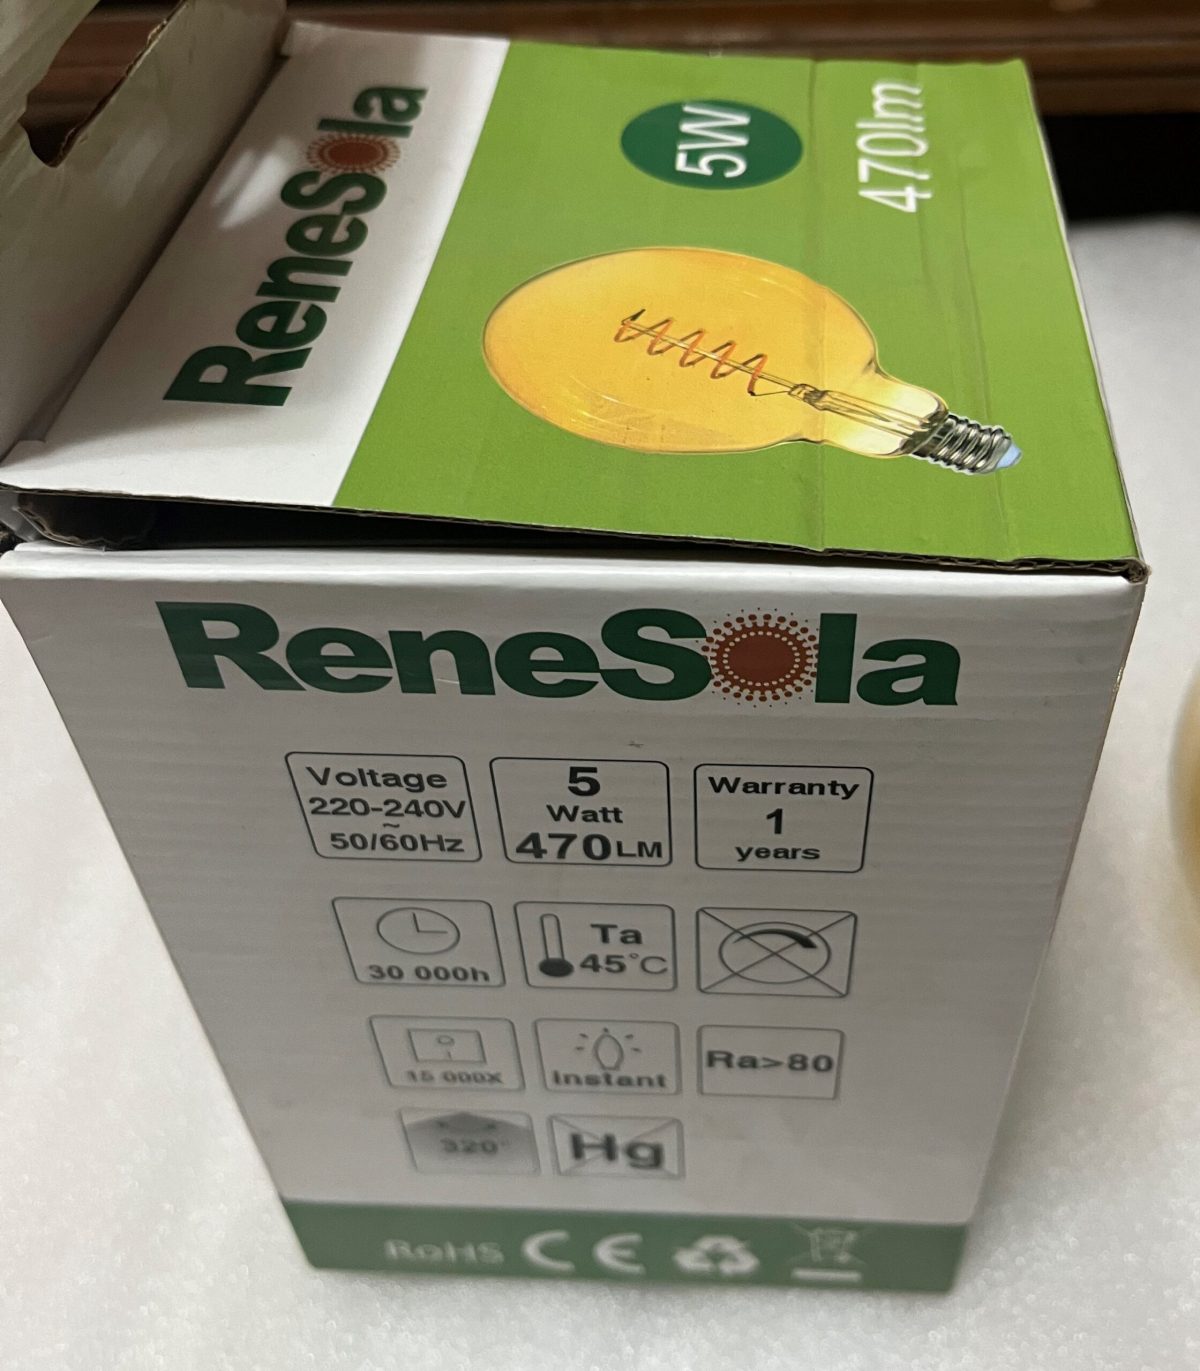 ReneSola
5W
470lm
ReneSola
Voltage
220-240V
~
50/60Hz
5
Watt
470LM
Warranty
1
years
30 000h
Ta
45°C
15 000X
Instant
Ra>80
320°
Hg
RoHS
CE